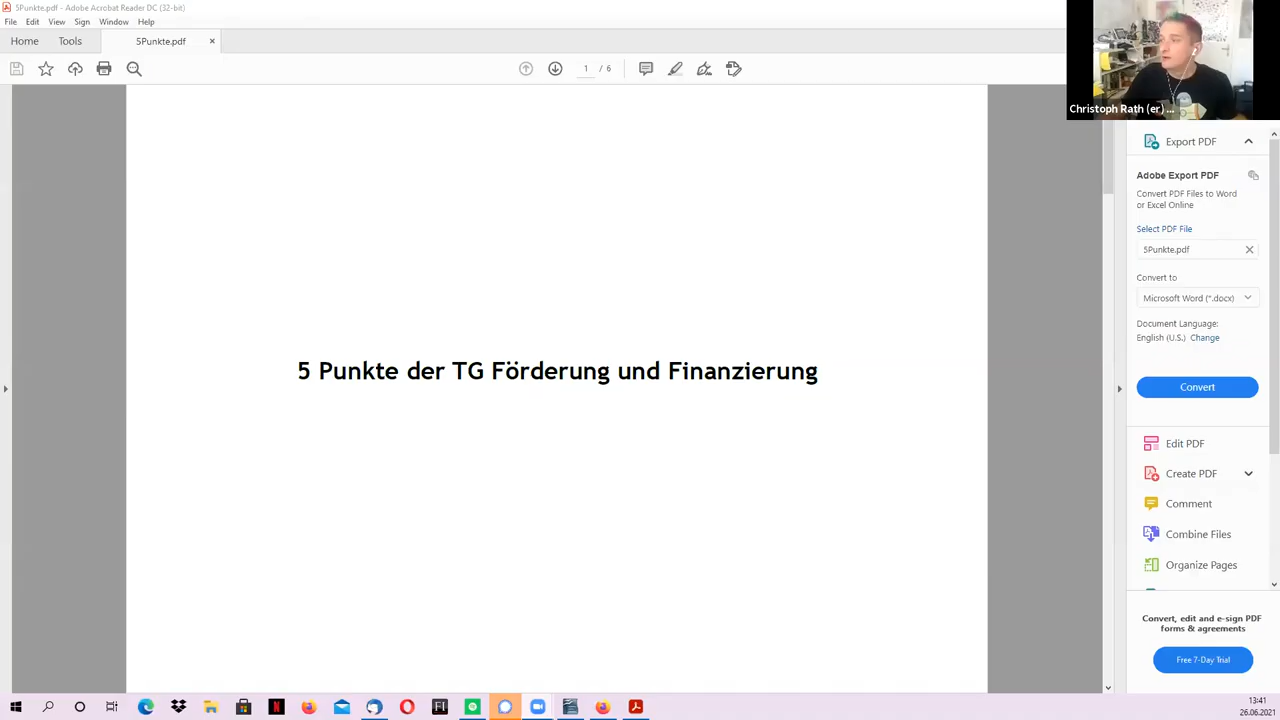 5Punkte.pdf - Adobe Acrobat Reader DC (32-bit)
File Edit View Sign Window Help
Home Tools 5Punkte.pdf ×
1 / 6
5 Punkte der TG Förderung und Finanzierung
Christoph Rath (er) ...
Export PDF
Adobe Export PDF
Convert PDF Files to Word
or Excel Online
Select PDF File
5Punkte.pdf
Convert to
Microsoft Word (*.docx)
Document Language:
English (U.S.) Change
Convert
Edit PDF
Create PDF
Comment
Combine Files
Organize Pages
Convert, edit and e-sign PDF
forms & agreements
Free 7-Day Trial
13:41
26.06.2021